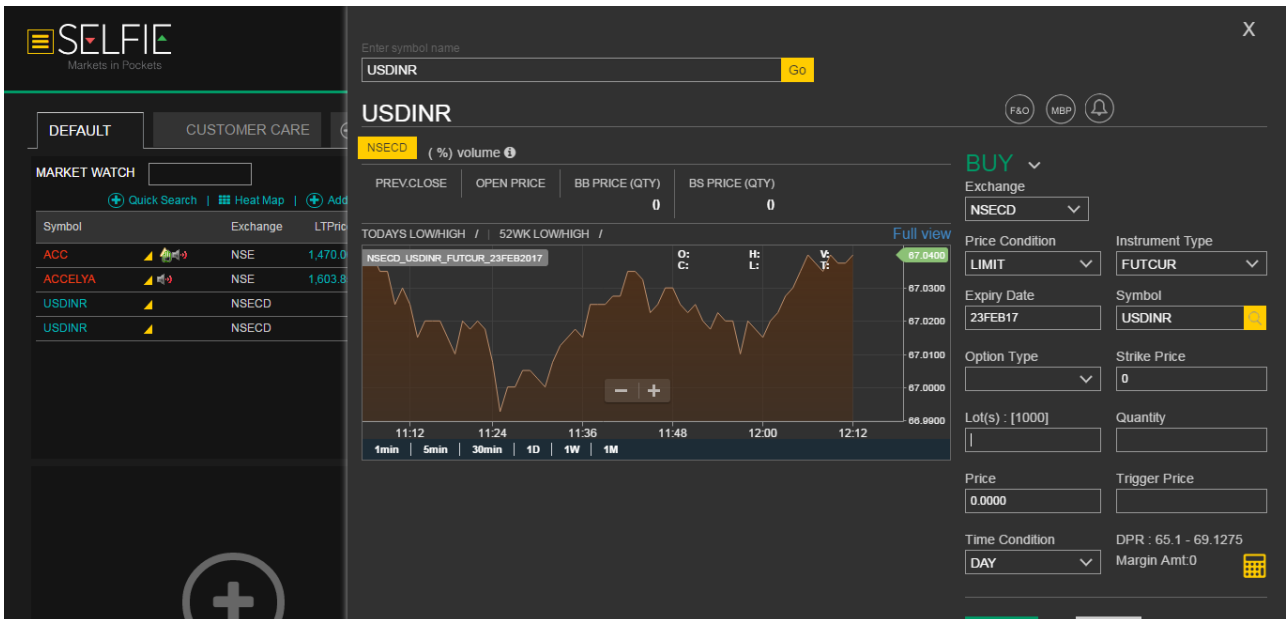 SELFIE
Markets in Pockets
DEFAULT
CUSTOMER CARE
MARKET WATCH
Quick Search | Heat Map | Add
Symbol Exchange LTPric
ACC NSE 1,470.0
ACCELYA NSE 1,603.8
USDINR NSECD
USDINR NSECD
X
Enter symbol name
USDINR Go
USDINR
F&O MBP
NSECD ( %) volume
PREV.CLOSE OPEN PRICE BB PRICE (QTY) BS PRICE (QTY)
0 0
TODAYS LOW/HIGH / | 52WK LOW/HIGH / Full view
NSECD_USDINR_FUTCUR_23FEB2017
O: H: V:
C: L: T:
67.0400
67.0300
67.0200
67.0100
67.0000
66.9900
11:12 11:24 11:36 11:48 12:00 12:12
1min | 5min | 30min | 1D | 1W | 1M
BUY
Exchange
NSECD
Price Condition Instrument Type
LIMIT FUTCUR
Expiry Date Symbol
23FEB17 USDINR
Option Type Strike Price
0
Lot(s) : [1000] Quantity
Price Trigger Price
0.0000
Time Condition DPR : 65.1 - 69.1275
DAY Margin Amt:0